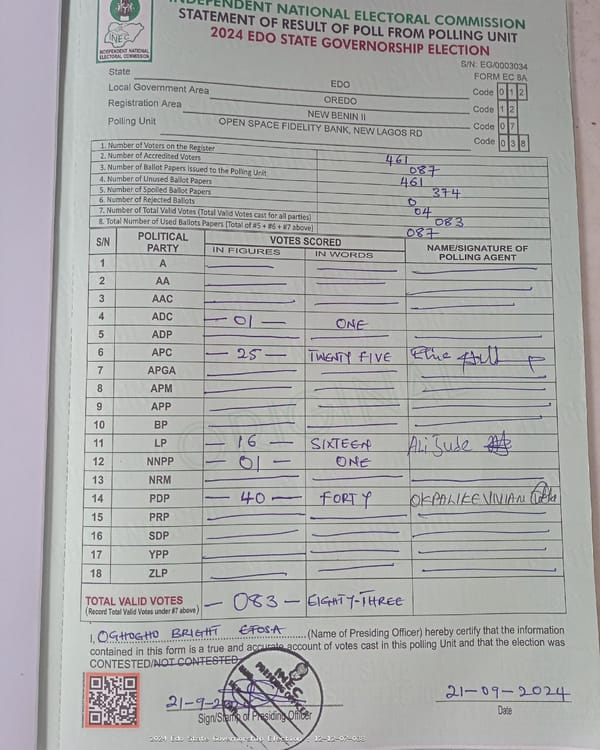 INDEPENDENT NATIONAL ELECTORAL COMMISSION
STATEMENT OF RESULT OF POLL FROM POLLING UNIT
2024 EDO STATE GOVERNORSHIP ELECTION
INEC
INDEPENDENT NATIONAL
ELECTORAL COMMISSION
S/N: EG/0003034
FORM EC 8A
State EDO Code 0 1 2
Local Government Area OREDO Code 1 2
Registration Area NEW BENIN II Code 0 7
Polling Unit OPEN SPACE FIDELITY BANK, NEW LAGOS RD Code 0 3 8
1. Number of Voters on the Register 461
2. Number of Accredited Voters 087
3. Number of Ballot Papers issued to the Polling Unit 461
4. Number of Unused Ballot Papers 374
5. Number of Spoiled Ballot Papers 0
6. Number of Rejected Ballots 04
7. Number of Total Valid Votes (Total Valid Votes cast for all parties) 083
8. Total Number of Used Ballots Papers (Total of #5 + #6 + #7 above) 087
S/N POLITICAL PARTY VOTES SCORED NAME/SIGNATURE OF POLLING AGENT
IN FIGURES IN WORDS
1 A
2 AA
3 AAC
4 ADC - 01 - ONE
5 ADP
6 APC - 25 - TWENTY FIVE
7 APGA
8 APM
9 APP
10 BP
11 LP - 16 - SIXTEEN Ali Jude
12 NNPP - 01 - ONE
13 NRM
14 PDP - 40 - FORTY OKPALIKE VIVIAN
15 PRP
16 SDP
17 YPP
18 ZLP
TOTAL VALID VOTES - 083 - EIGHTY-THREE
(Record Total Valid Votes under #7 above)
I, OGHOGHO BRIGHT EFOSA (Name of Presiding Officer) hereby certify that the information
contained in this form is a true and accurate account of votes cast in this polling Unit and that the election was
CONTESTED/NOT CONTESTED.
INEC
21-9-2024 21-09-2024
Sign/Stamp of Presiding Officer Date
2024 Edo State Governorship Election - 12-12-07-038